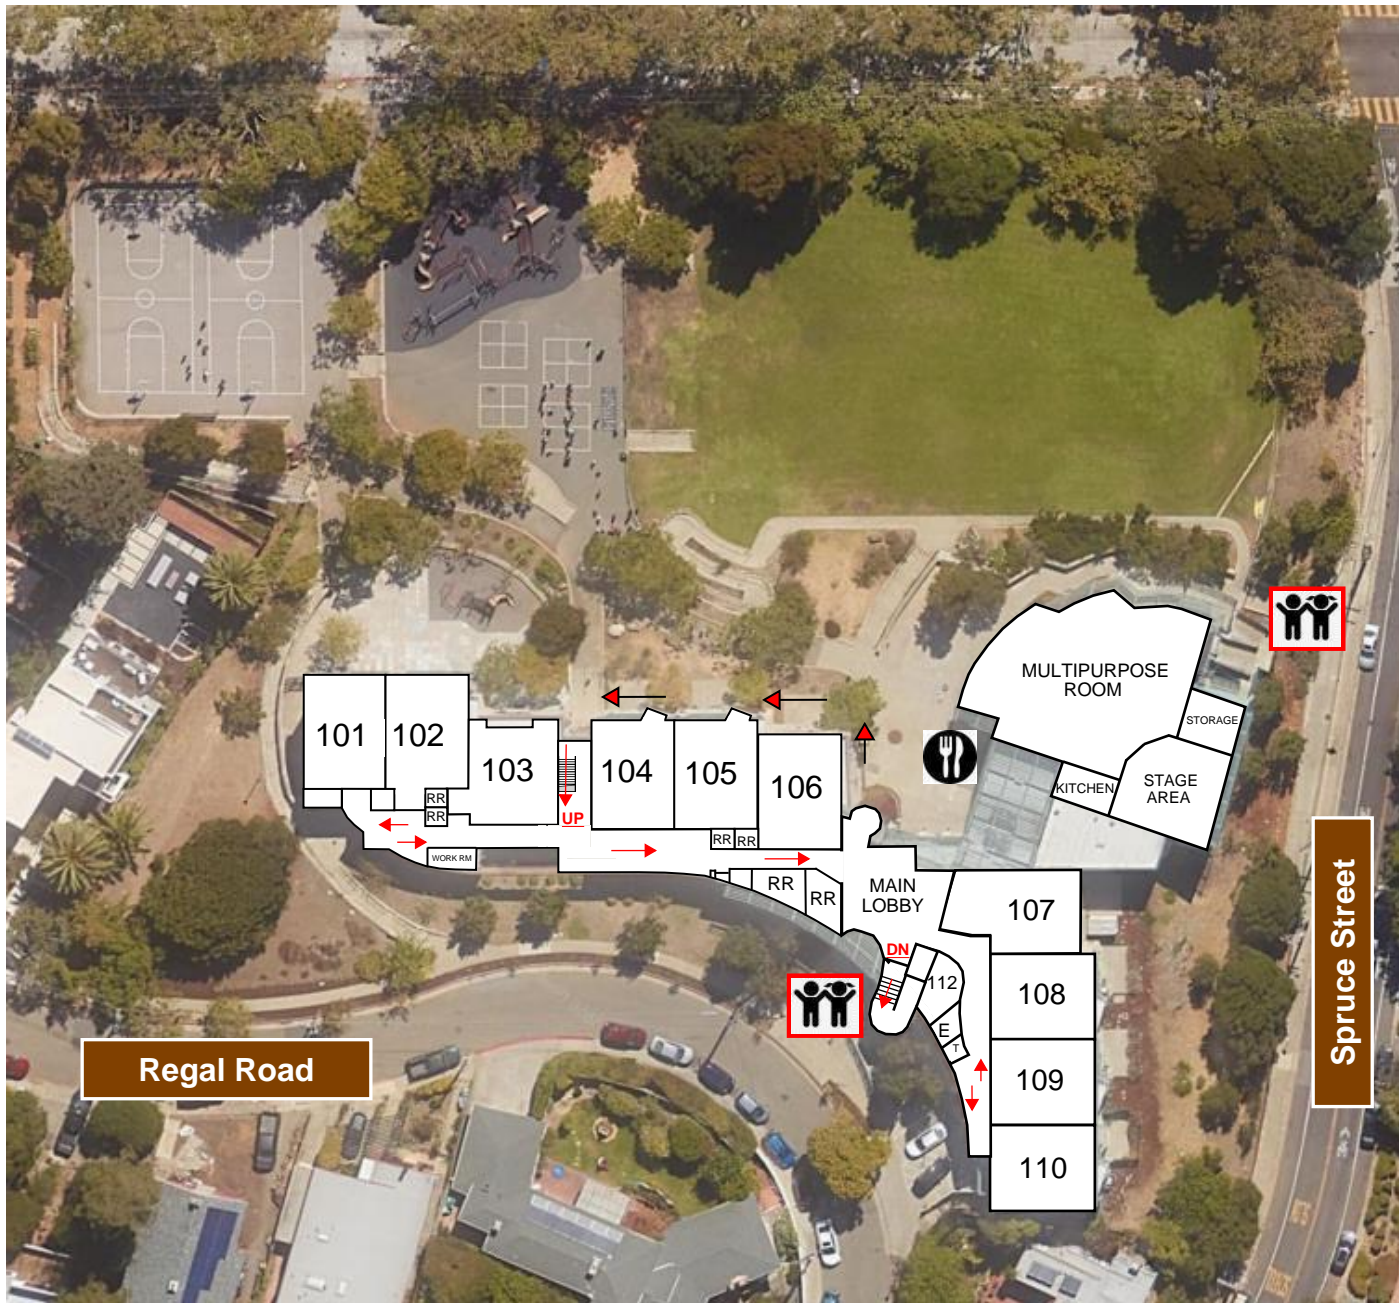 MULTIPURPOSE
ROOM
STORAGE
101
102
103
104
105
106
KITCHEN
STAGE
AREA
RR
RR
UP
RR
RR
WORK RM
RR
RR
MAIN
LOBBY
107
DN
112
108
E
T
109
110
Regal Road
Spruce Street